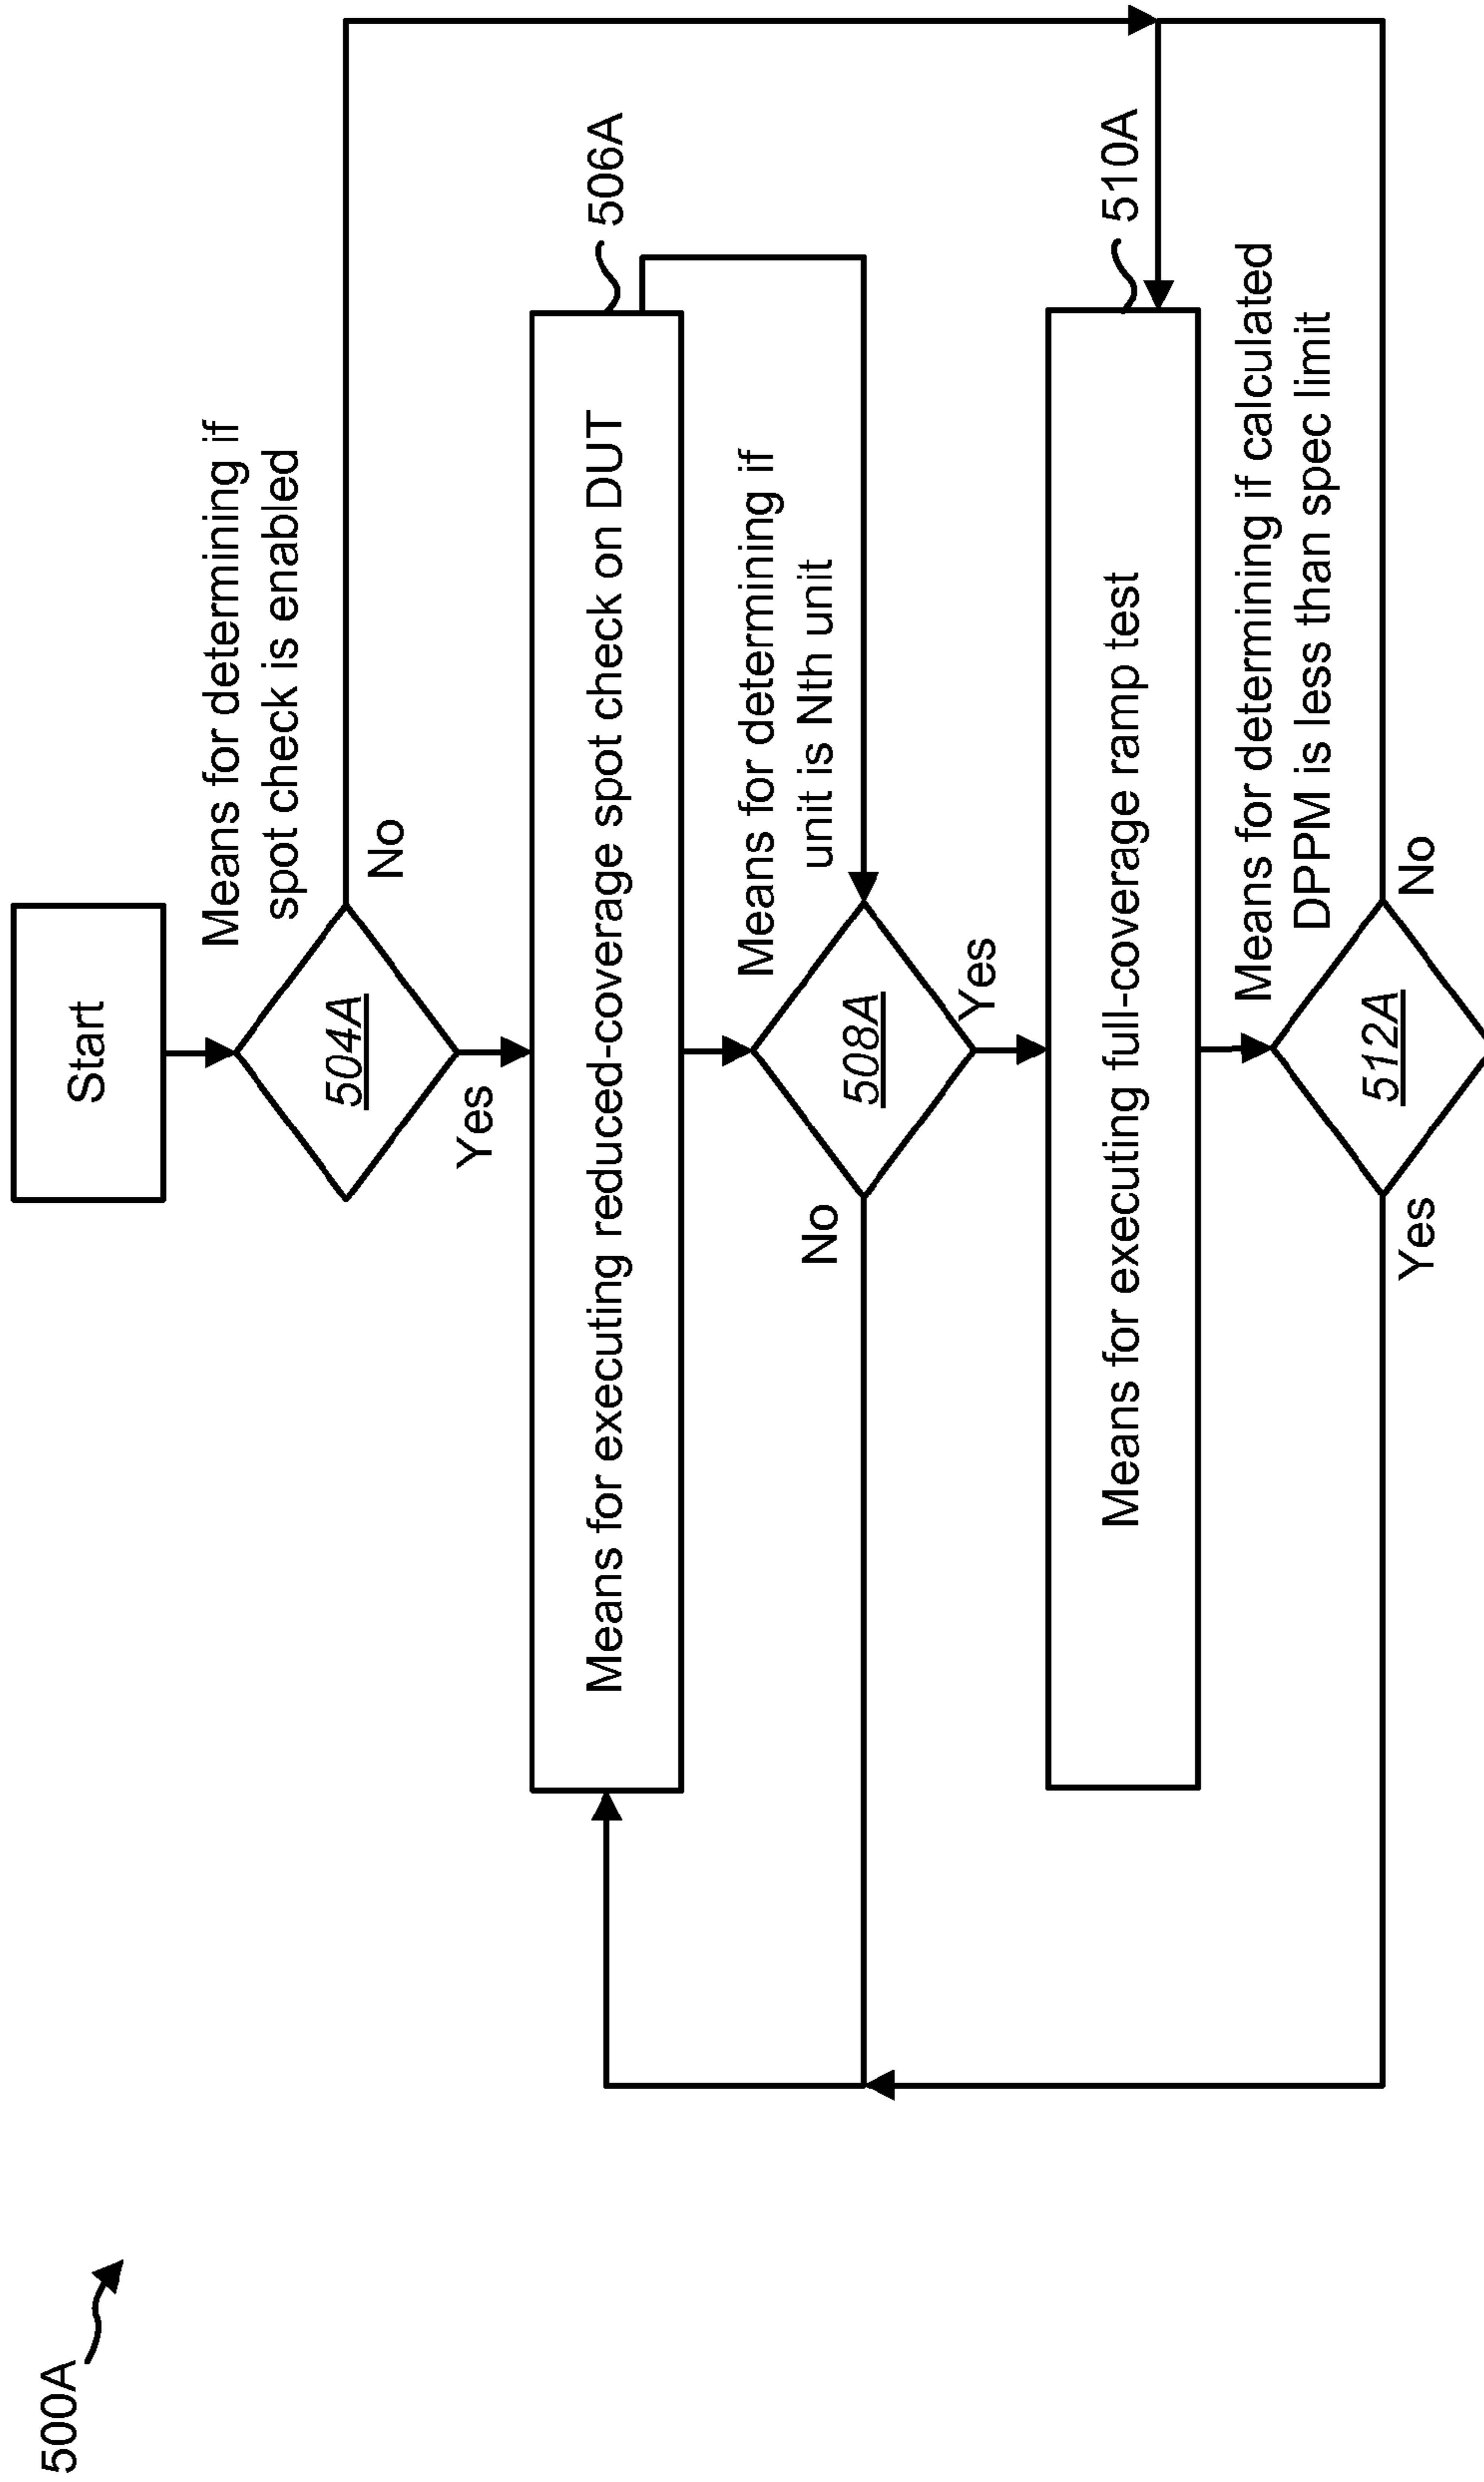 500A
Start
Means for determining if
spot check is enabled
504A
No
Yes
Means for executing reduced-coverage spot check on DUT
506A
Means for determining if
unit is Nth unit
508A
No
Yes
Means for executing full-coverage ramp test
510A
Means for determining if calculated
DPPM is less than spec limit
512A
Yes
No